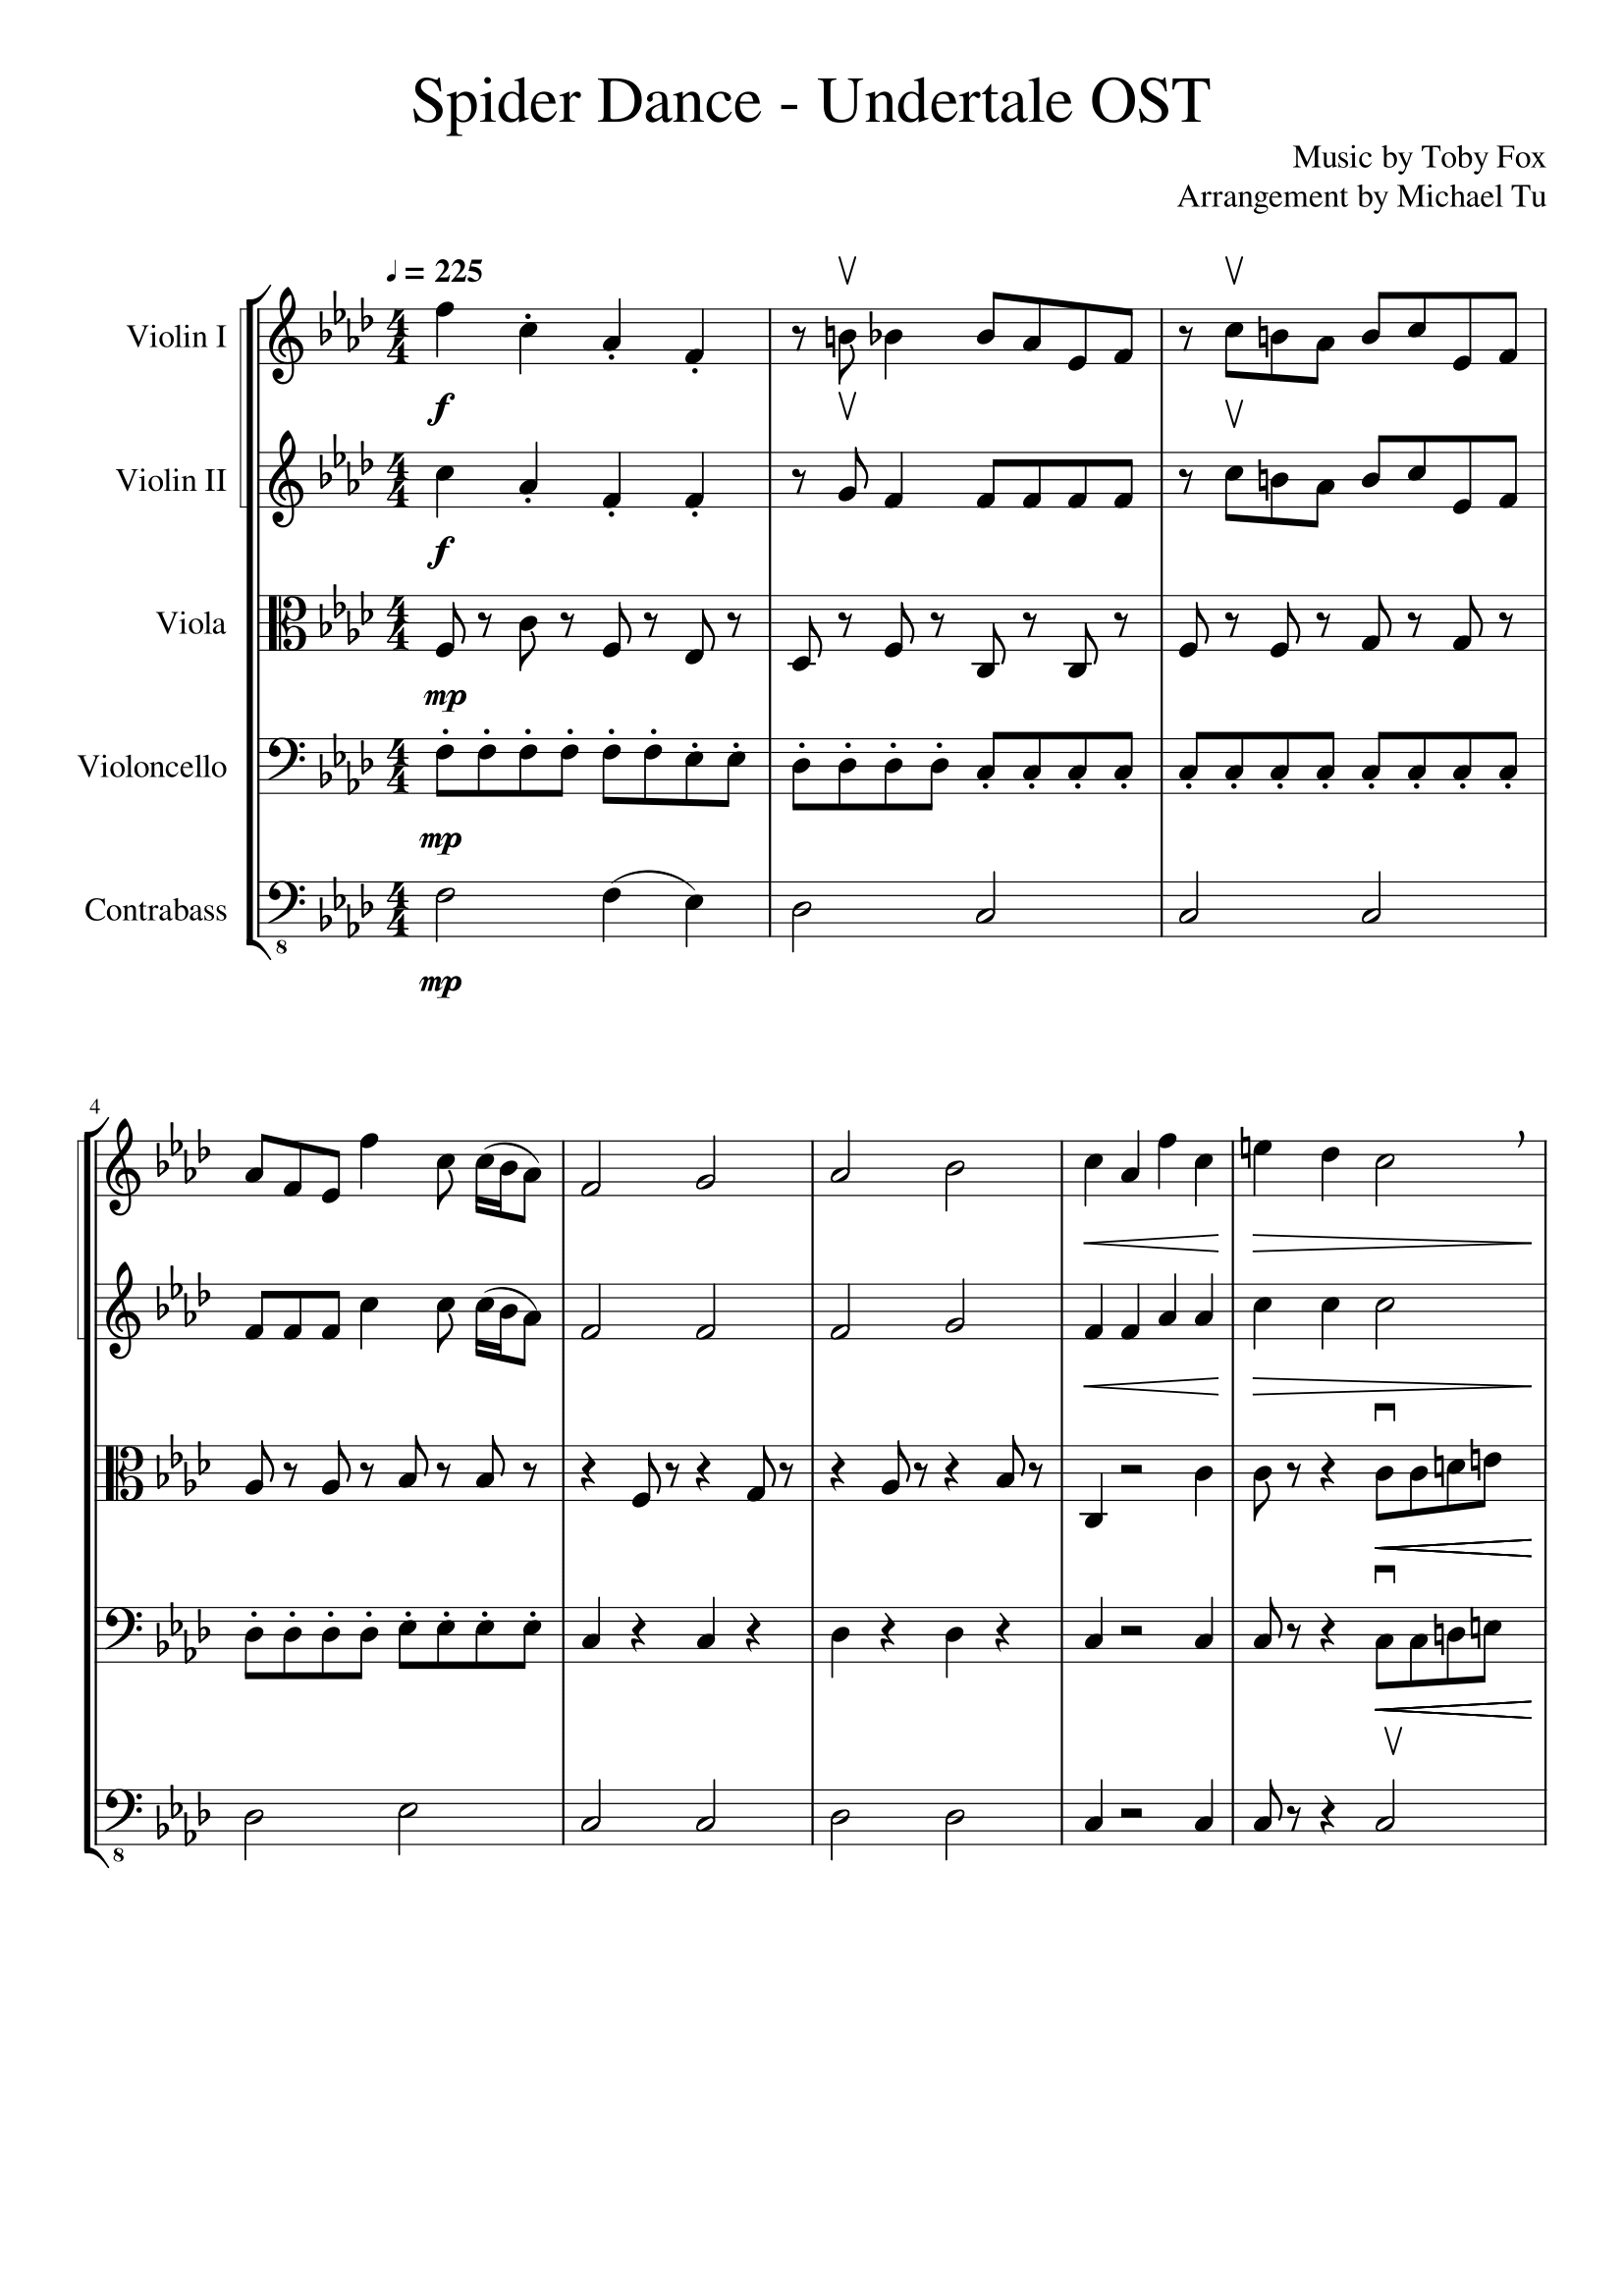 Spider Dance - Undertale OST
Music by Toby Fox
Arrangement by Michael Tu
♩ = 225
Violin I
f
Violin II
f
Viola
mp
Violoncello
mp
Contrabass
8
mp
4
8